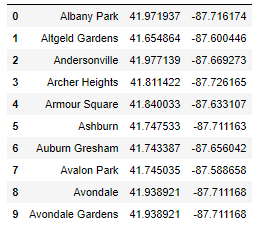 0 Albany Park 41.971937 -87.716174
1 Altgeld Gardens 41.654864 -87.600446
2 Andersonville 41.977139 -87.669273
3 Archer Heights 41.811422 -87.726165
4 Armour Square 41.840033 -87.633107
5 Ashburn 41.747533 -87.711163
6 Auburn Gresham 41.743387 -87.656042
7 Avalon Park 41.745035 -87.588658
8 Avondale 41.938921 -87.711168
9 Avondale Gardens 41.938921 -87.711168